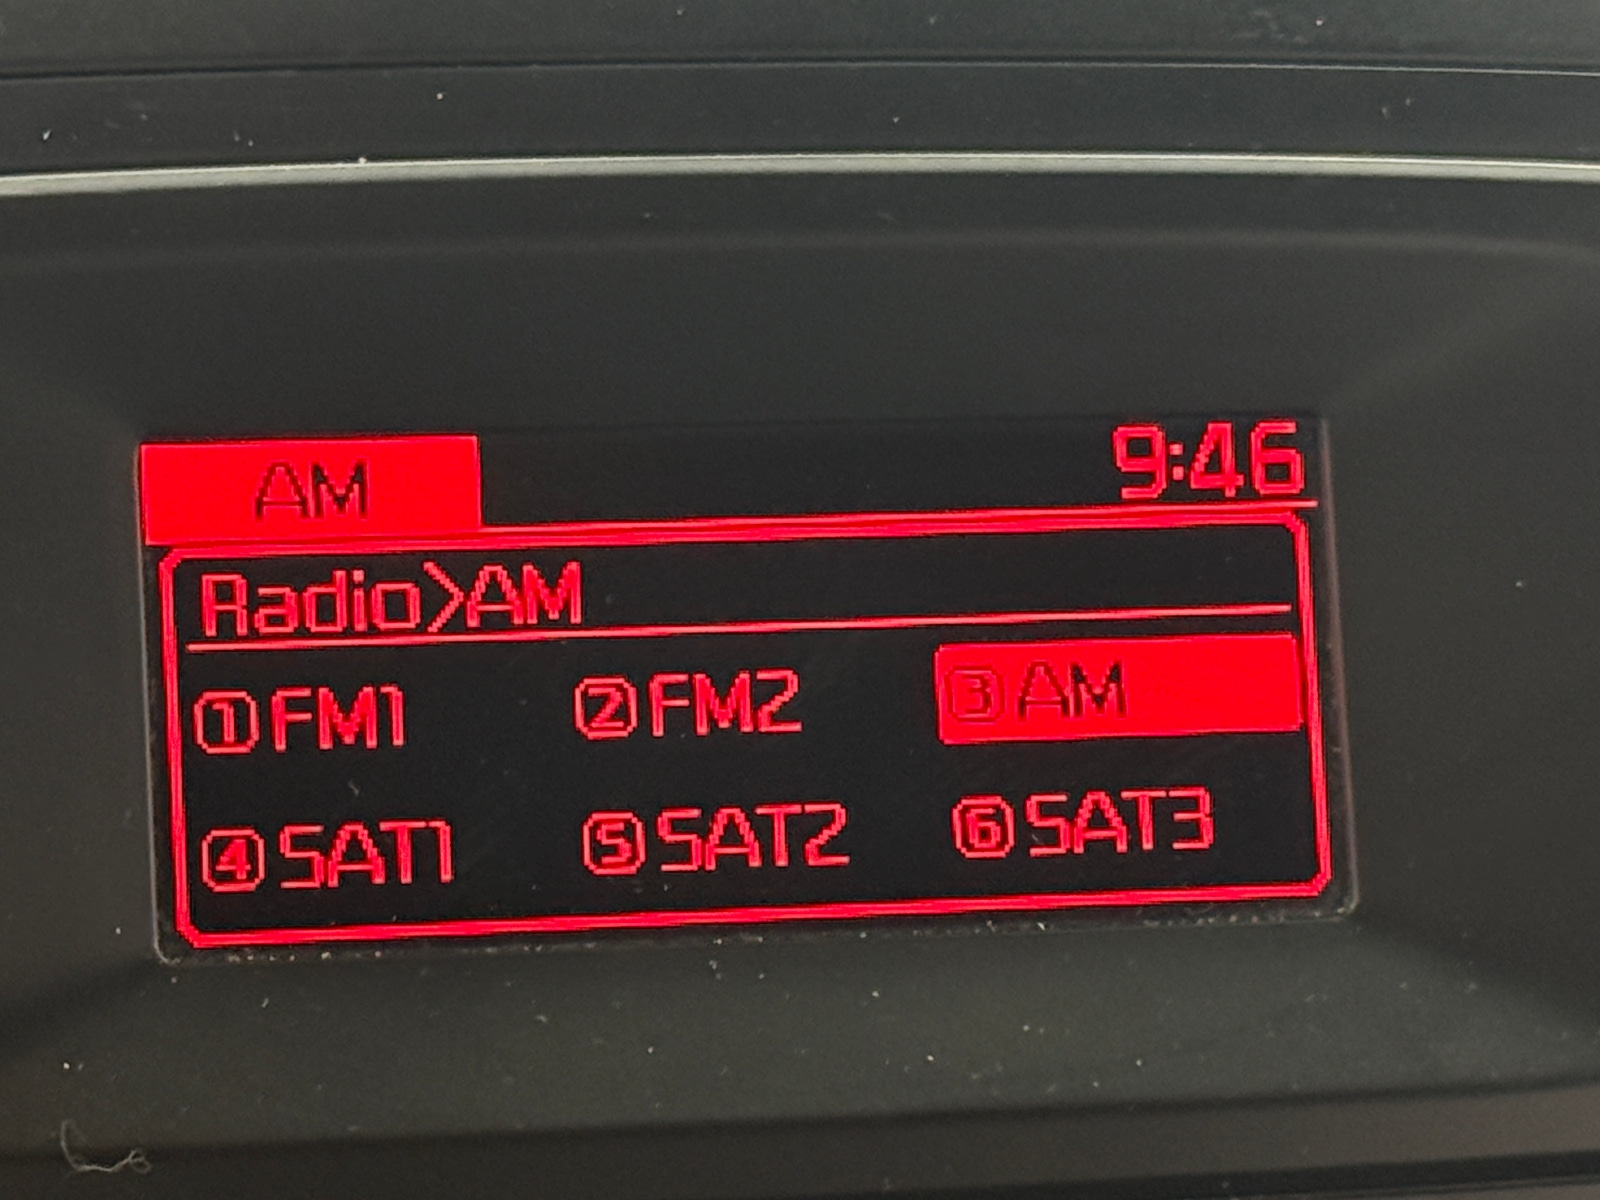 AM 9:46
Radio>AM
①FM1 ②FM2 ③AM
④SAT1 ⑤SAT2 ⑥SAT3